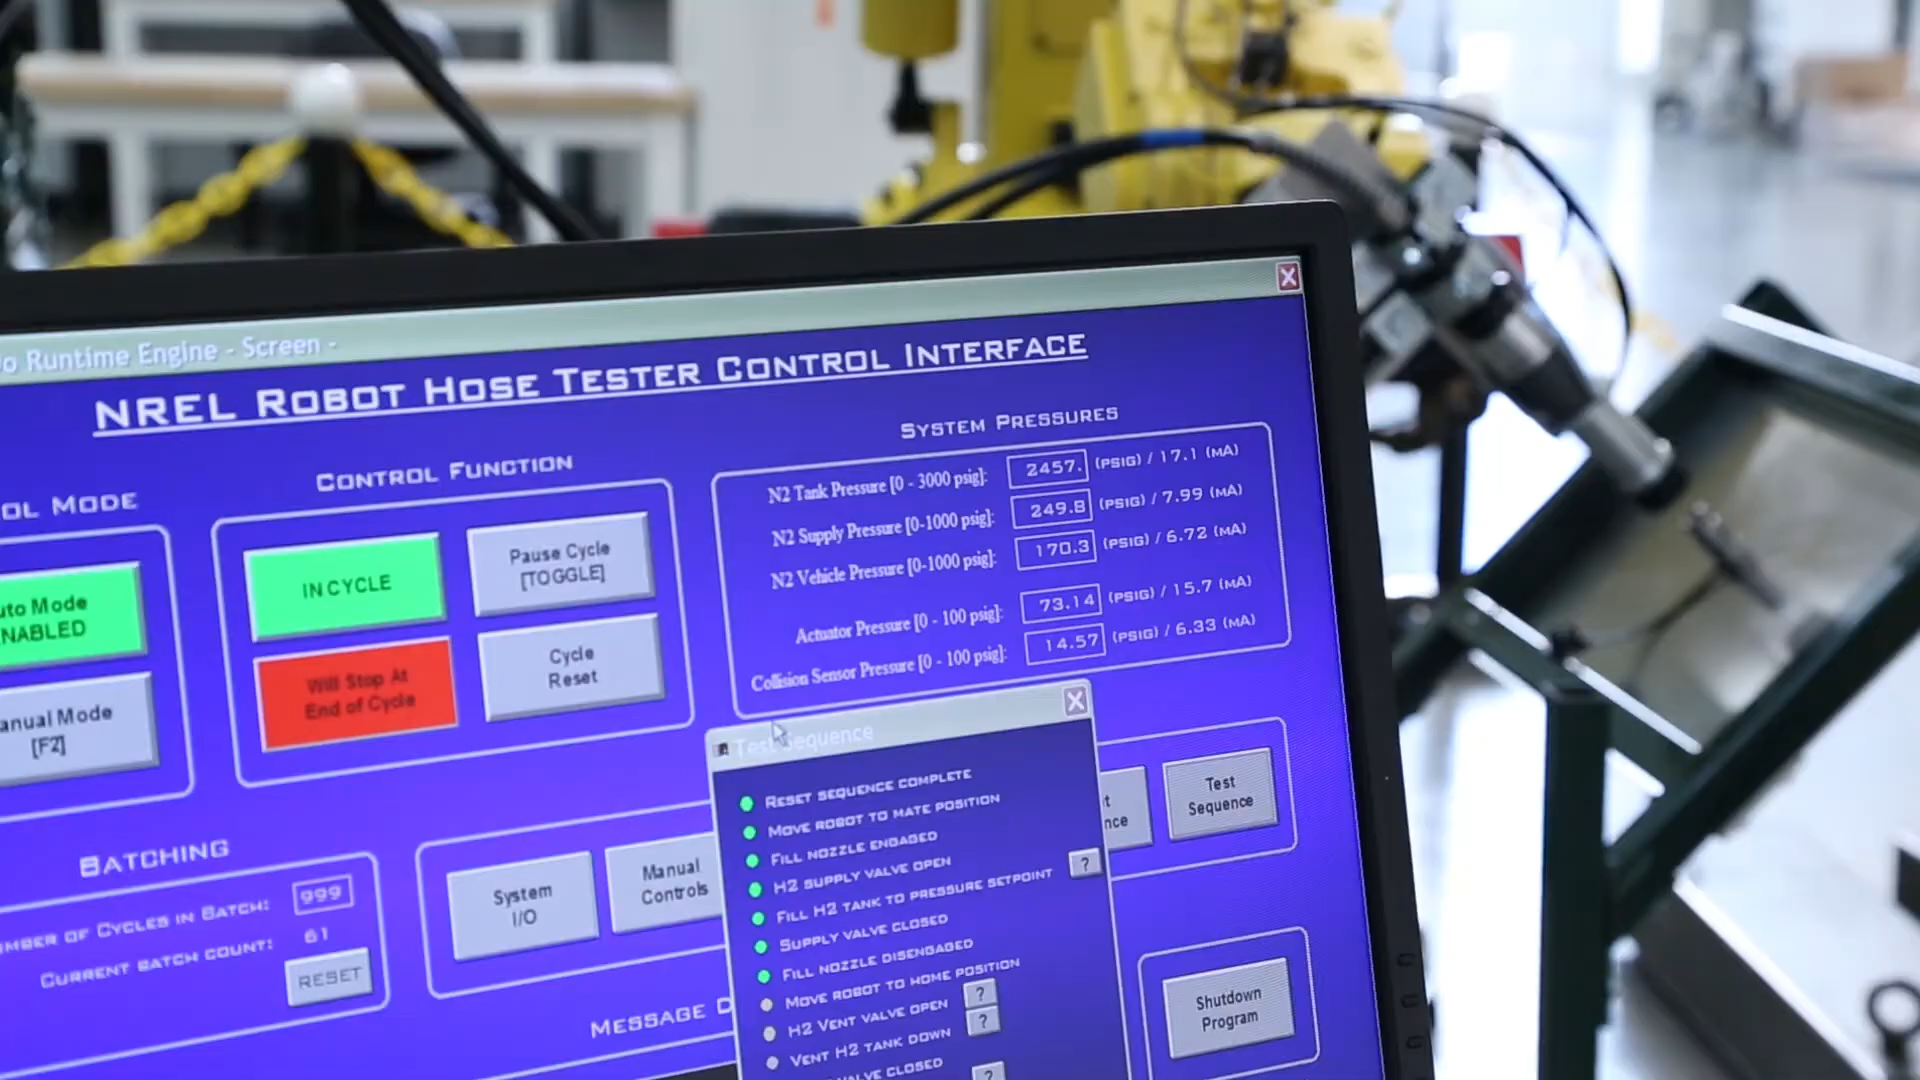 Runtime Engine - Screen -
NREL ROBOT HOSE TESTER CONTROL INTERFACE
MODE
CONTROL FUNCTION
SYSTEM PRESSURES
Mode
Manual Mode
[F2]
IN CYCLE
Pause Cycle
[TOGGLE]
Will Stop At
End of Cycle
Cycle
Reset
N2 Tank Pressure [0 - 3000 psig]: 2457. (PSIG) / 17.1 (MA)
N2 Supply Pressure [0-1000 psig]: 249.8 (PSIG) / 7.99 (MA)
N2 Vehicle Pressure [0-1000 psig]: 170.3 (PSIG) / 6.72 (MA)
Actuator Pressure [0 - 100 psig]: 73.14 (PSIG) / 15.7 (MA)
Collision Sensor Pressure [0 - 100 psig]: 14.57 (PSIG) / 6.33 (MA)
Test Sequence
RESET SEQUENCE COMPLETE
MOVE ROBOT TO MATE POSITION
FILL NOZZLE ENGAGED
H2 SUPPLY VALVE OPEN
FILL H2 TANK TO PRESSURE SETPOINT ?
SUPPLY VALVE CLOSED
FILL NOZZLE DISENGAGED
MOVE ROBOT TO HOME POSITION
H2 VENT VALVE OPEN ?
VENT H2 TANK DOWN ?
VALVE CLOSED ?
Test
Sequence
BATCHING
NUMBER OF CYCLES IN BATCH: 999
CURRENT BATCH COUNT: 61
RESET
System
I/O
Manual
Controls
MESSAGE
Shutdown
Program